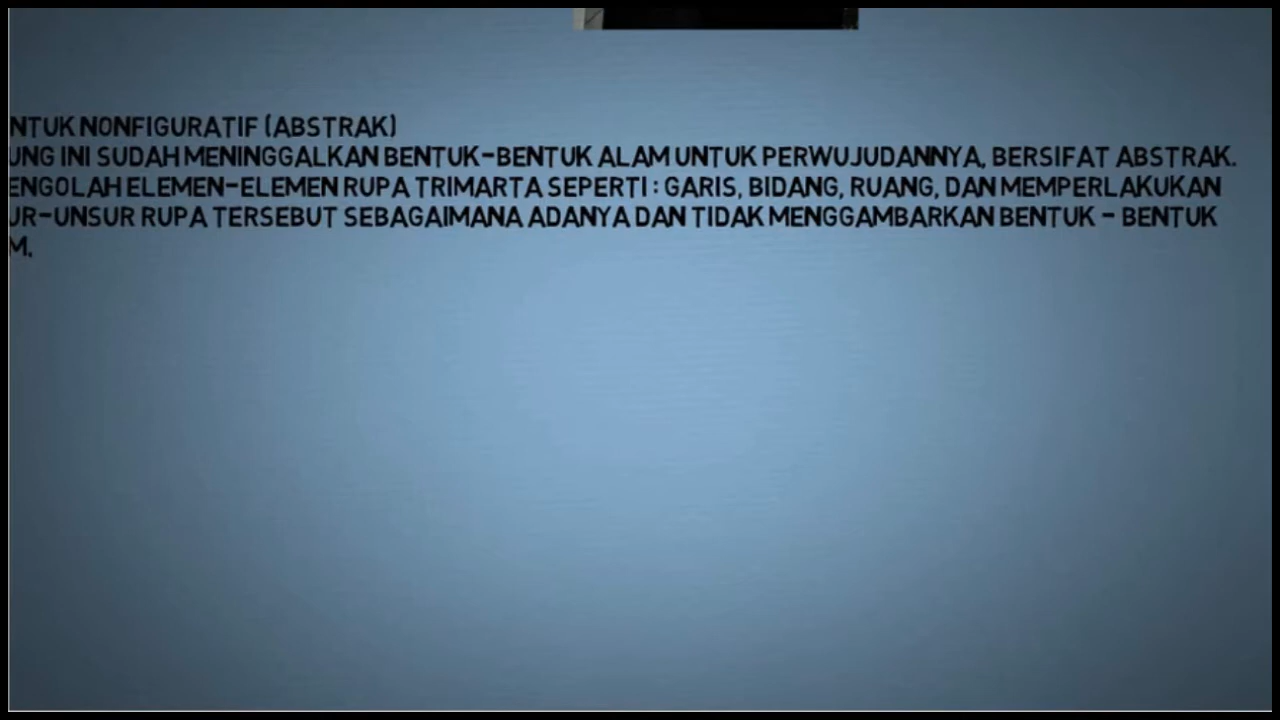 NTUK NONFIGURATIF (ABSTRAK)
UNG INI SUDAH MENINGGALKAN BENTUK-BENTUK ALAM UNTUK PERWUJUDANNYA, BERSIFAT ABSTRAK.
ENGOLAH ELEMEN-ELEMEN RUPA TRIMARTA SEPERTI : GARIS, BIDANG, RUANG, DAN MEMPERLAKUKAN
UR-UNSUR RUPA TERSEBUT SEBAGAIMANA ADANYA DAN TIDAK MENGGAMBARKAN BENTUK - BENTUK
M.